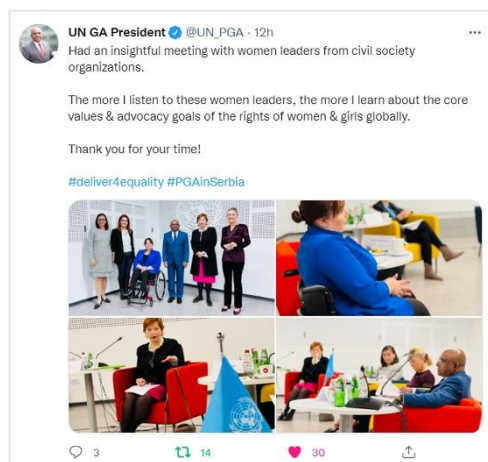 UN GA President @UN_PGA · 12h
Had an insightful meeting with women leaders from civil society
organizations.
The more I listen to these women leaders, the more I learn about the core
values & advocacy goals of the rights of women & girls globally.
Thank you for your time!
#deliver4equality #PGAinSerbia
3 14 30